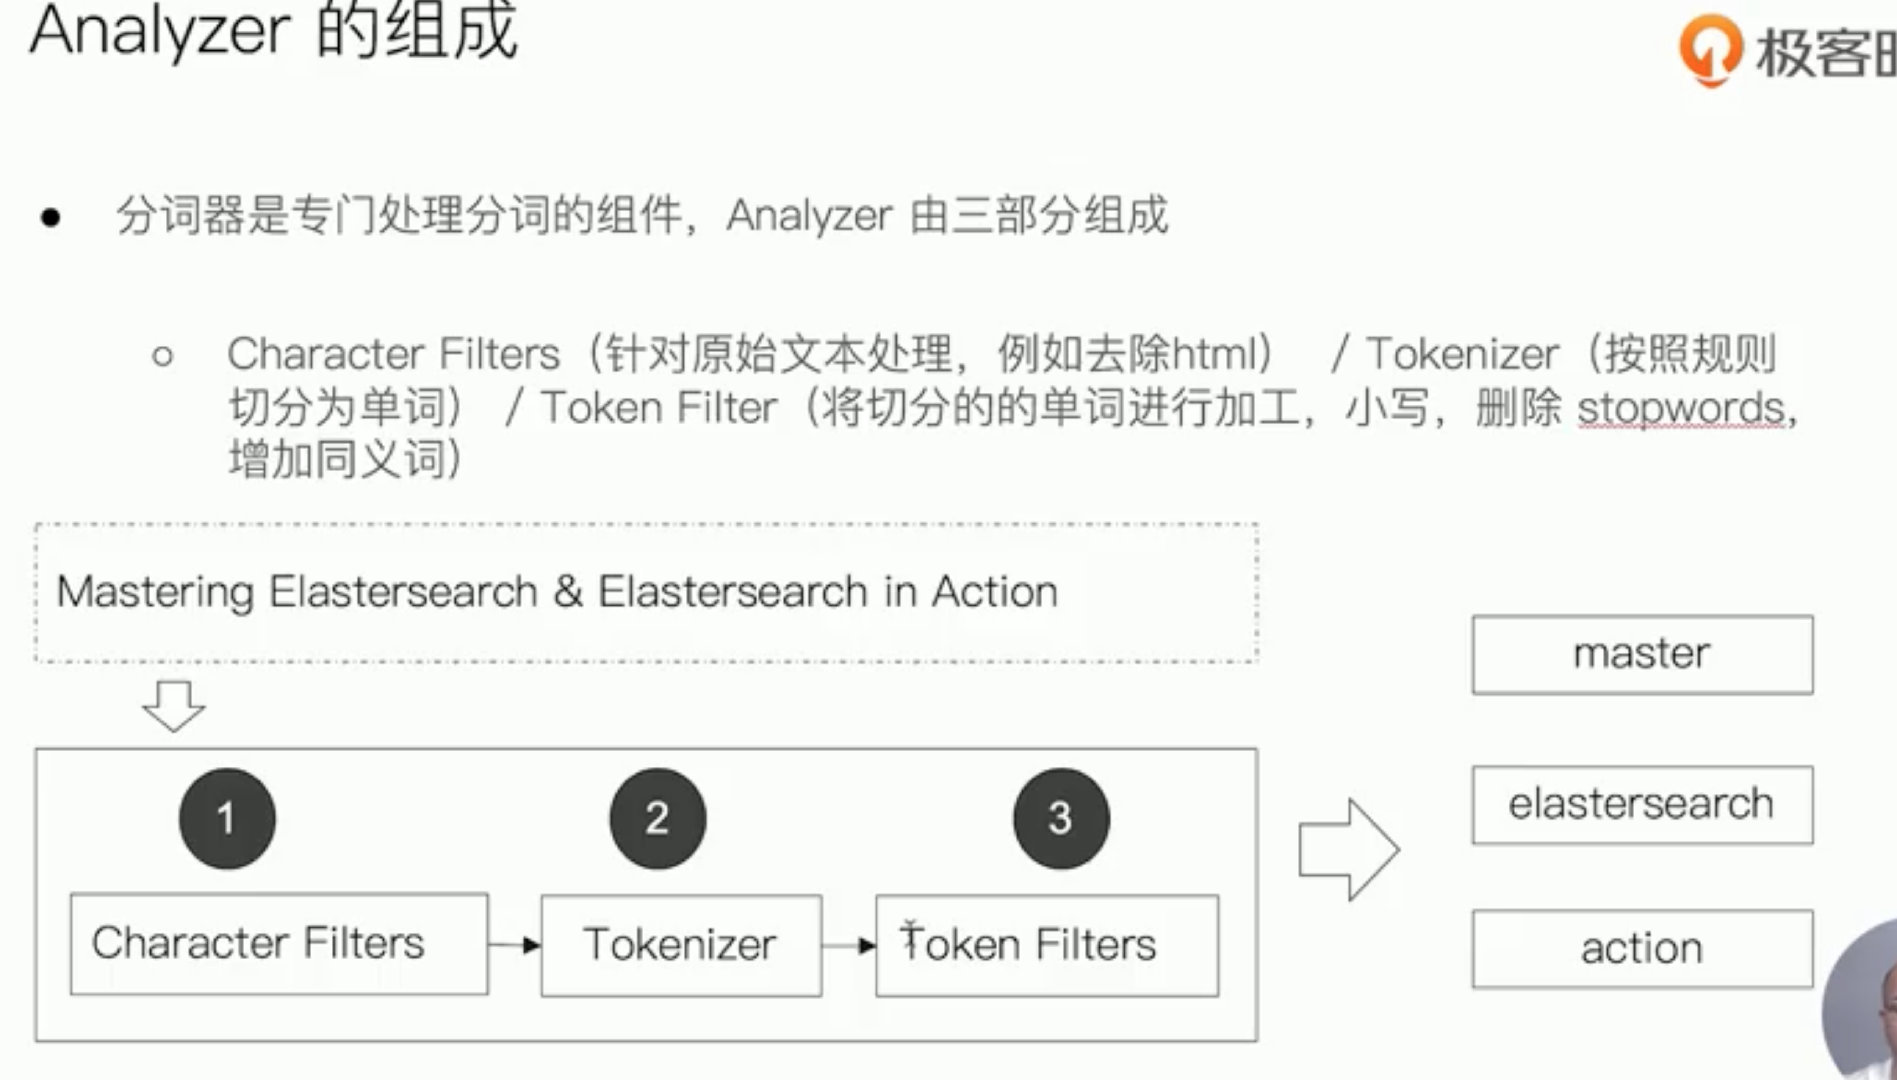 Analyzer 的组成
极客
分词器是专门处理分词的组件，Analyzer 由三部分组成
Character Filters（针对原始文本处理，例如去除html） / Tokenizer（按照规则
切分为单词） / Token Filter（将切分的的单词进行加工，小写，删除 stopwords,
增加同义词）
Mastering Elastersearch & Elastersearch in Action
1
2
3
Character Filters
Tokenizer
Token Filters
master
elastersearch
action